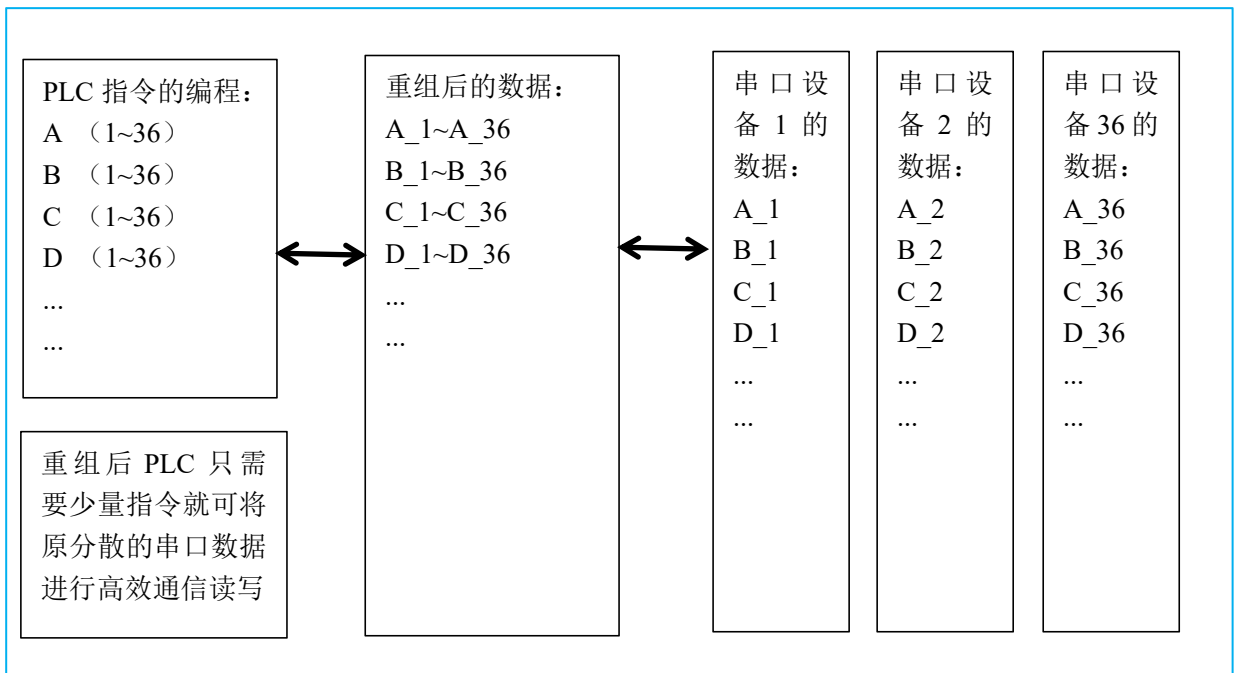 PLC 指令的编程：
A （1~36）
B （1~36）
C （1~36）
D （1~36）
...
...
重组后 PLC 只需
要少量指令就可将
原分散的串口数据
进行高效通信读写
重组后的数据：
A_1~A_36
B_1~B_36
C_1~C_36
D_1~D_36
...
...
串口设
备 1 的
数据：
A_1
B_1
C_1
D_1
...
...
串口设
备 2 的
数据：
A_2
B_2
C_2
D_2
...
...
串口设
备 36 的
数据：
A_36
B_36
C_36
D_36
...
...